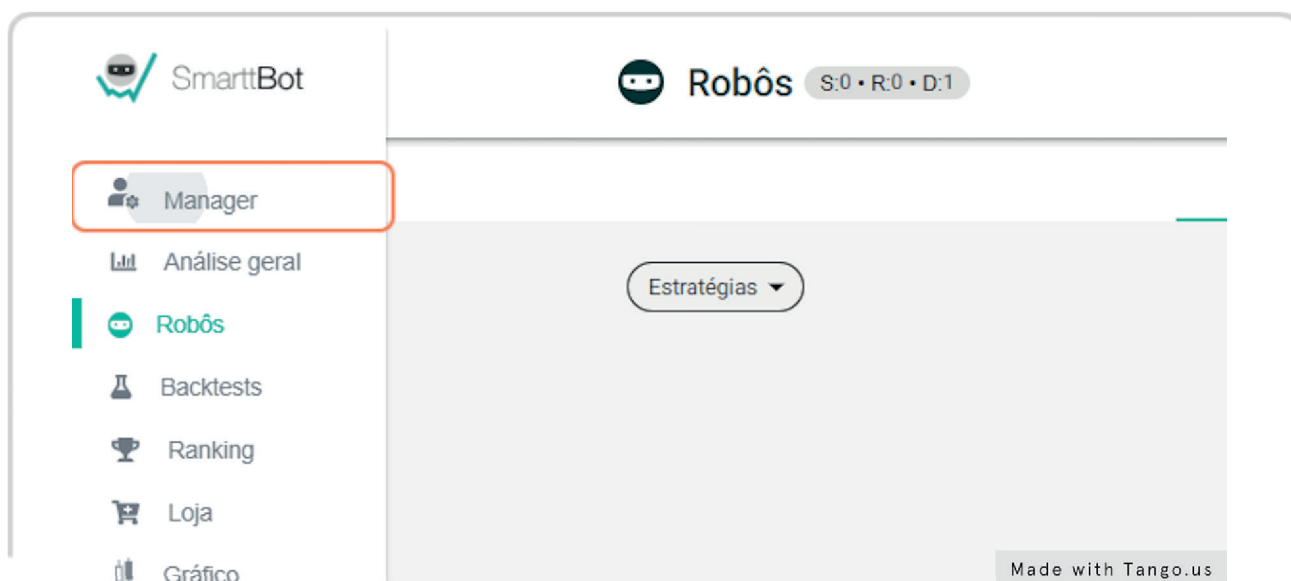 SmarttBot
Robôs S:0 • R:0 • D:1
Manager
Análise geral
Robôs
Backtests
Ranking
Loja
Gráfico
Estratégias
Made with Tango.us